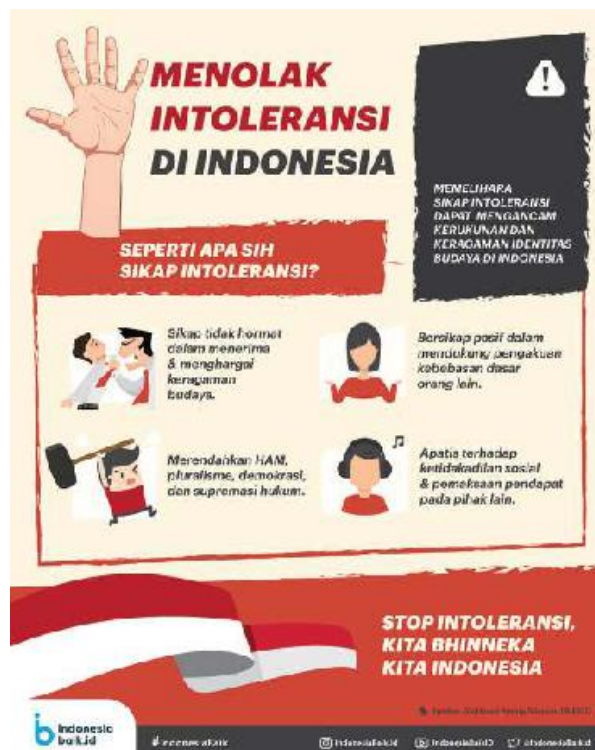 MENOLAK
INTOLERANSI
DI INDONESIA
MEMELIHARA
SIKAP INTOLERANSI
DAPAT MENGANCAM
KERUKUNAN DAN
KERAGAMAN IDENTITAS
BUDAYA DI INDONESIA
SEPERTI APA SIH
SIKAP INTOLERANSI?
Sikap tidak hormat
dalam menerima
& menghargai
keragaman
budaya.
Bersikap pasif dalam
mendukung pengakuan
kebebasan dasar
orang lain.
Merendahkan HAM,
pluralisme, demokrasi,
dan supremasi hukum.
Apatis terhadap
ketidakadilan sosial
& pemaksaan pendapat
pada pihak lain.
STOP INTOLERANSI,
KITA BHINNEKA
KITA INDONESIA
indonesia
baik.id